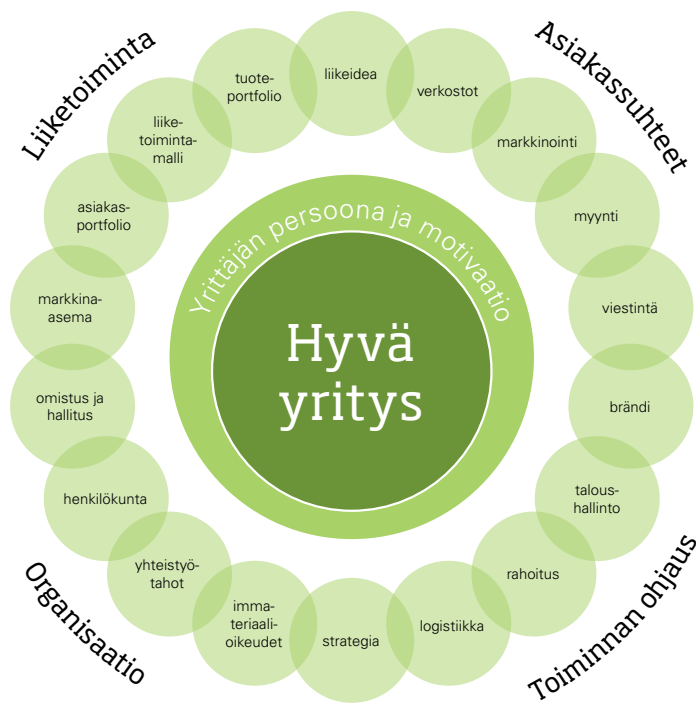 Liiketoiminta
Asiakassuhteet
liikeidea
verkostot
markkinointi
myynti
viestintä
brändi
talous-
hallinto
rahoitus
logistiikka
strategia
imma-
teriaali-
oikeudet
yhteistyö-
tahot
henkilökunta
omistus ja
hallitus
markkina-
asema
asiakas-
portfolio
liike-
toiminta-
malli
tuote-
portfolio
Yrittäjän persoona ja motivaatio
Hyvä
yritys
Organisaatio
Toiminnan ohjaus